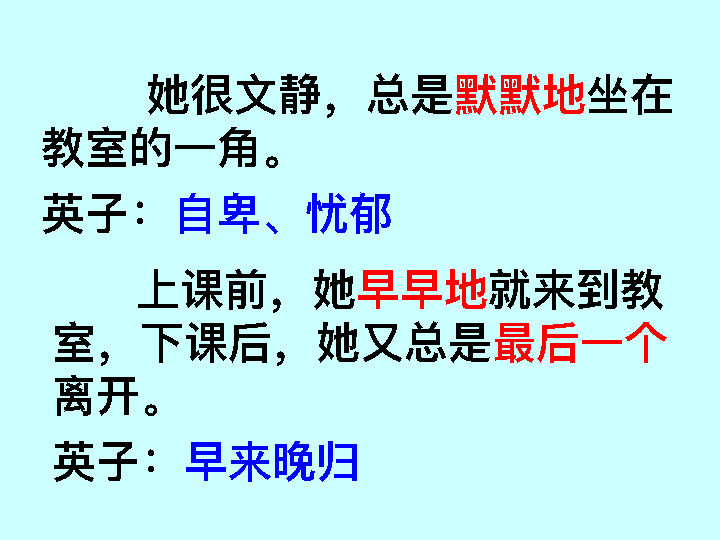 她很文静，总是默默地坐在
教室的一角。
英子：自卑、忧郁
上课前，她早早地就来到教
室，下课后，她又总是最后一个
离开。
英子：早来晚归